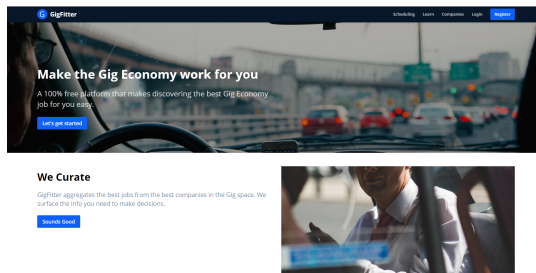 G GigFitter
Scheduling Learn Companies Login Register
Make the Gig Economy work for you
A 100% free platform that makes discovering the best Gig Economy
job for you easy.
Let's get started
We Curate
GigFitter aggregates the best jobs from the best companies in the Gig space. We
surface the info you need to make decisions.
Sounds Good